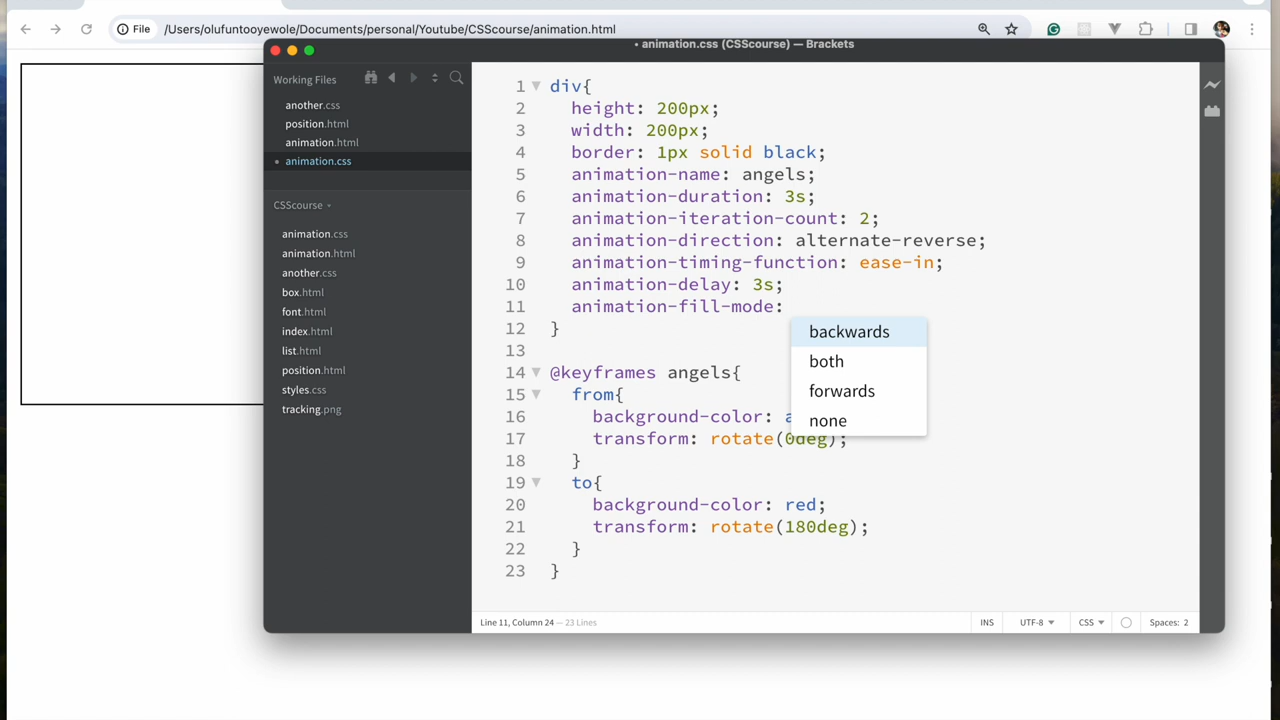 File
/Users/olufuntooyewole/Documents/personal/Youtube/CSScourse/animation.html
• animation.css (CSScourse) — Brackets
Working Files
another.css
position.html
animation.html
• animation.css
CSScourse
animation.css
animation.html
another.css
box.html
font.html
index.html
list.html
position.html
styles.css
tracking.png
1 div{
2 height: 200px;
3 width: 200px;
4 border: 1px solid black;
5 animation-name: angels;
6 animation-duration: 3s;
7 animation-iteration-count: 2;
8 animation-direction: alternate-reverse;
9 animation-timing-function: ease-in;
10 animation-delay: 3s;
11 animation-fill-mode:
12 }
13
14 @keyframes angels{
15 from{
16 background-color:
17 transform: rotate(0deg);
18 }
19 to{
20 background-color: red;
21 transform: rotate(180deg);
22 }
23 }
backwards
both
forwards
none
Line 11, Column 24 — 23 Lines
INS
UTF-8
CSS
Spaces: 2